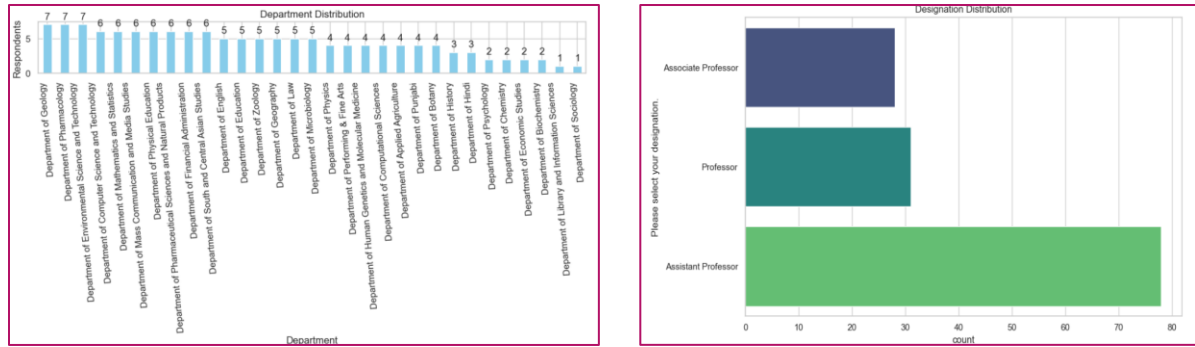 Department Distribution
Respondents
5
0
7 7 7 6 6 6 6 6 6 6 5 5 5 5 5 5 4 4 4 4 4 4 4 3 3 2 2 2 2 1 1
Department of Geology
Department of Pharmacology
Department of Environmental Science and Technology
Department of Computer Science and Technology
Department of Mathematics and Statistics
Department of Mass Communication and Media Studies
Department of Physical Education
Department of Pharmaceutical Sciences and Natural Products
Department of Financial Administration
Department of South and Central Asian Studies
Department of English
Department of Education
Department of Zoology
Department of Geography
Department of Law
Department of Microbiology
Department of Physics
Department of Performing & Fine Arts
Department of Human Genetics and Molecular Medicine
Department of Computational Sciences
Department of Applied Agriculture
Department of Punjabi
Department of Botany
Department of History
Department of Hindi
Department of Psychology
Department of Chemistry
Department of Economic Studies
Department of Biochemistry
Department of Library and Information Sciences
Department of Sociology
Department
Designation Distribution
Please select your designation.
Associate Professor
Professor
Assistant Professor
0 10 20 30 40 50 60 70 80
count